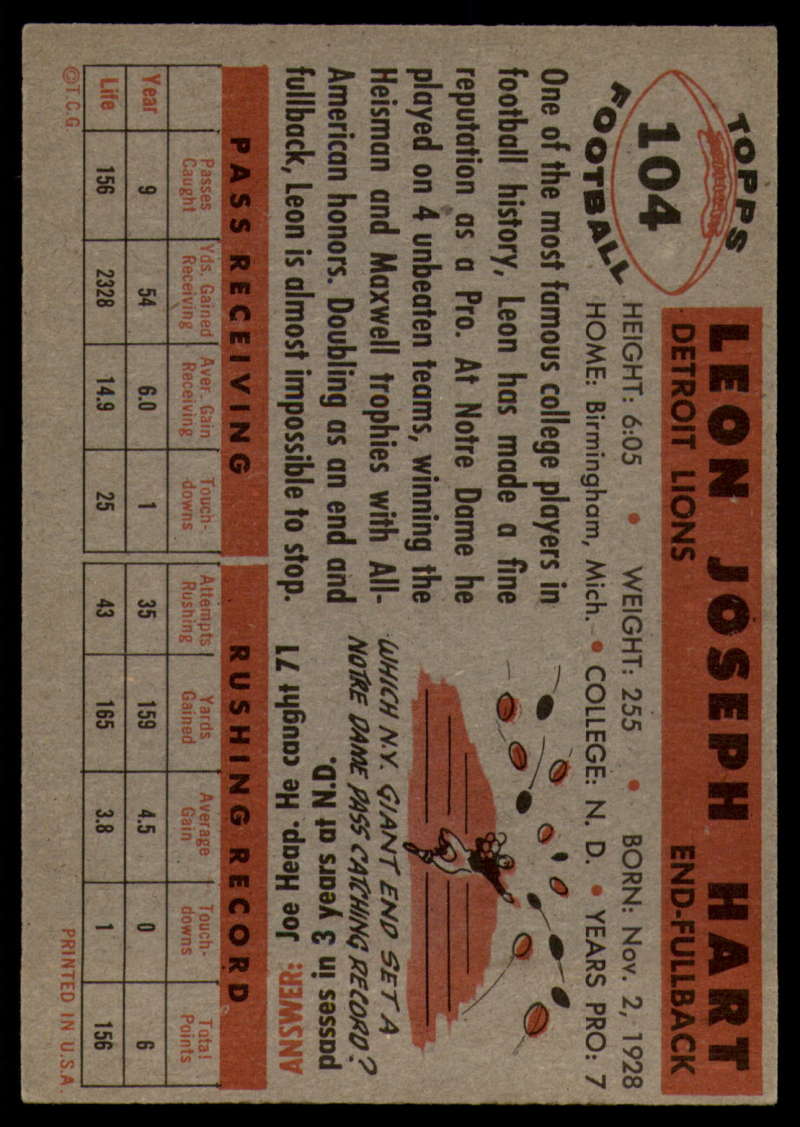 TOPPS
104
FOOTBALL
LEON JOSEPH HART
DETROIT LIONS END-FULLBACK
HEIGHT: 6:05 • WEIGHT: 255 • BORN: Nov. 2, 1928
HOME: Birmingham, Mich. • COLLEGE: N. D. • YEARS PRO: 7
One of the most famous college players in
football history, Leon has made a fine
reputation as a Pro. At Notre Dame he
played on 4 unbeaten teams, winning the
Heisman and Maxwell trophies with All-
American honors. Doubling as an end and
fullback, Leon is almost impossible to stop.
WHICH N.Y. GIANT END SET A
NOTRE DAME PASS CATCHING RECORD?
ANSWER: Joe Heap. He caught 71
passes in 3 years at N.D.
PASS RECEIVING RUSHING RECORD
Passes Caught Yds. Gained Receiving Aver. Gain Receiving Touch-downs Attempts Rushing Yards Gained Average Gain Touch-downs Total Points
Year 9 54 6.0 1 35 159 4.5 0 6
Life 156 2328 14.9 25 43 165 3.8 1 156
©T.C.G. PRINTED IN U.S.A.